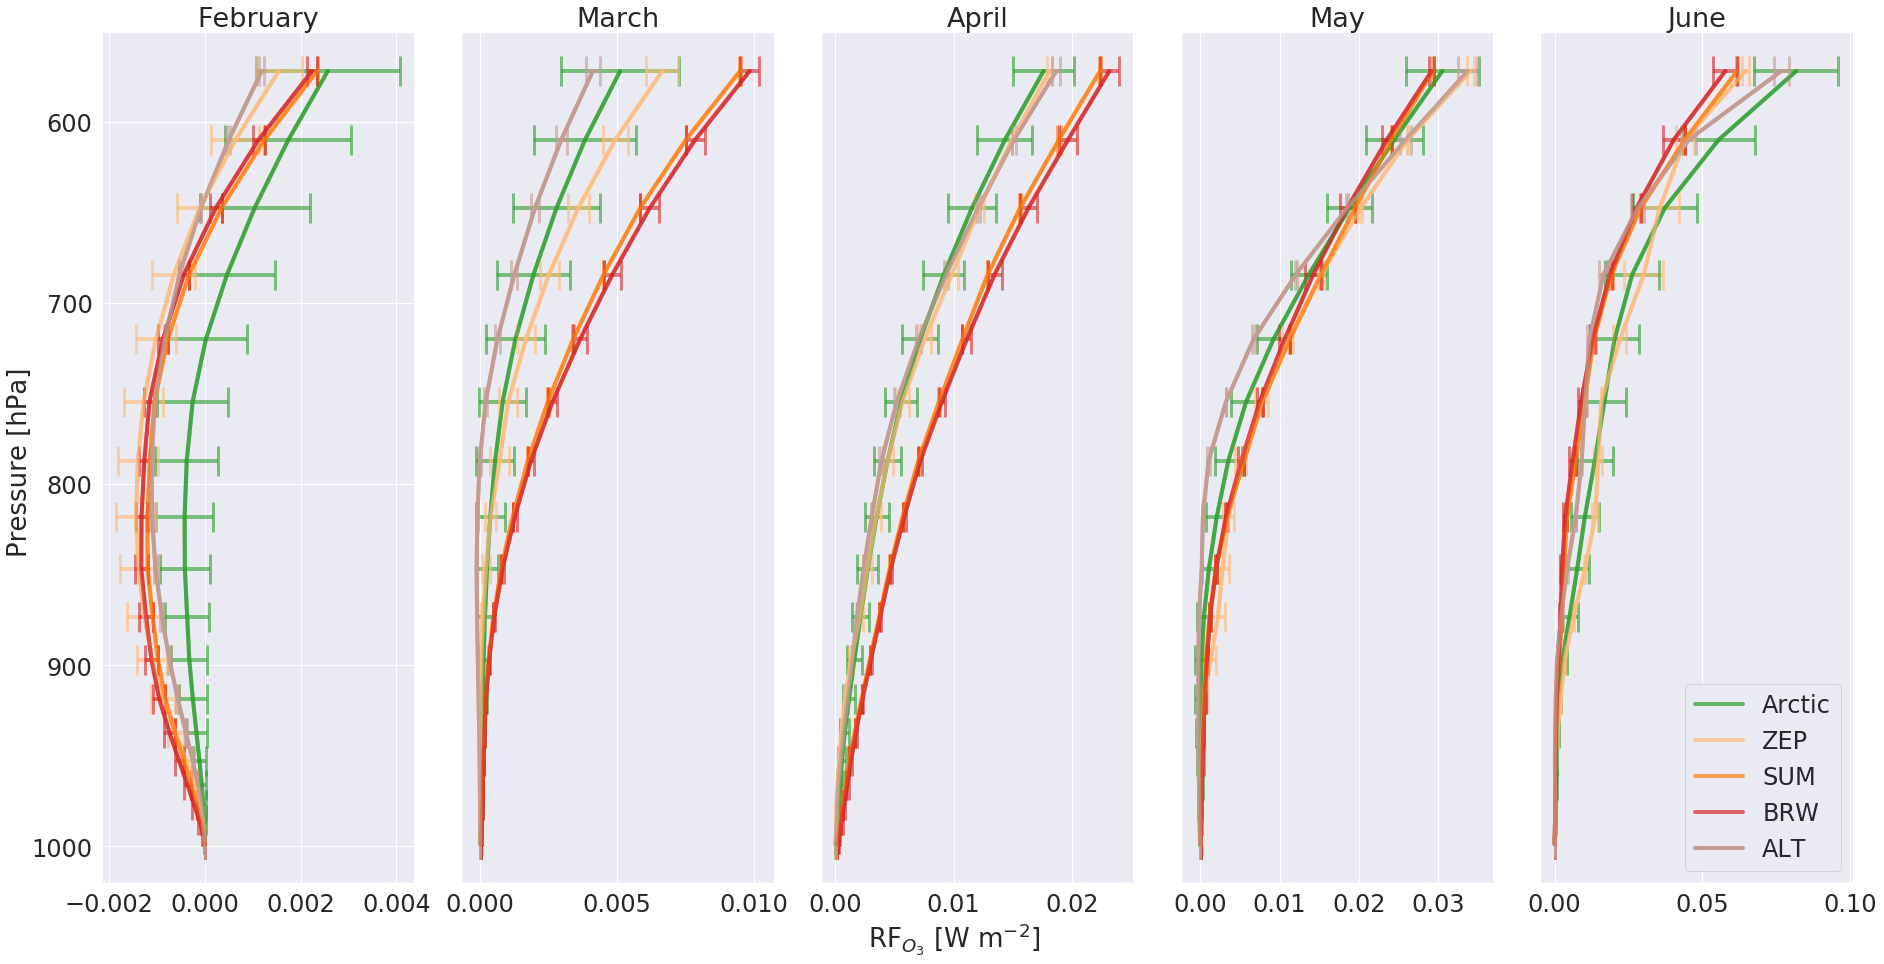 February March April May June
600
700
800
900
1000
Pressure [hPa]
−0.002 0.000 0.002 0.004 0.000 0.005 0.010 0.00 0.01 0.02 0.00 0.01 0.02 0.03 0.00 0.05 0.10
RF_{O_3} [W m^{−2}]
Arctic
ZEP
SUM
BRW
ALT